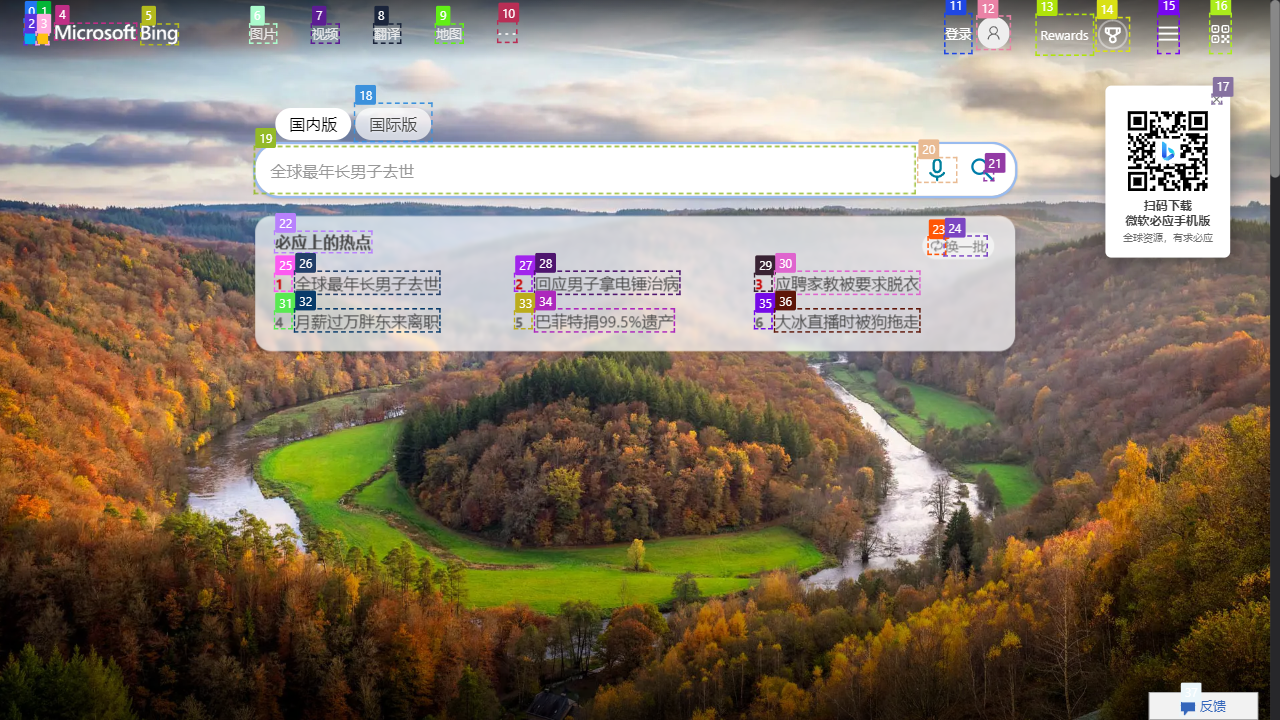 Microsoft Bing
图片
视频
翻译
地图
登录
Rewards
国内版
国际版
全球最年长男子去世
扫码下载
微软必应手机版
全球资源，有求必应
必应上的热点
换一批
1 全球最年长男子去世
2 回应男子拿电锤治病
3 应聘家教被要求脱衣
4 月薪过万胖东来离职
5 巴菲特捐99.5%遗产
6 大冰直播时被狗拖走
反馈
0
1
2
3
4
5
6
7
8
9
10
11
12
13
14
15
16
17
18
19
20
21
22
23
24
25
26
27
28
29
30
31
32
33
34
35
36
37